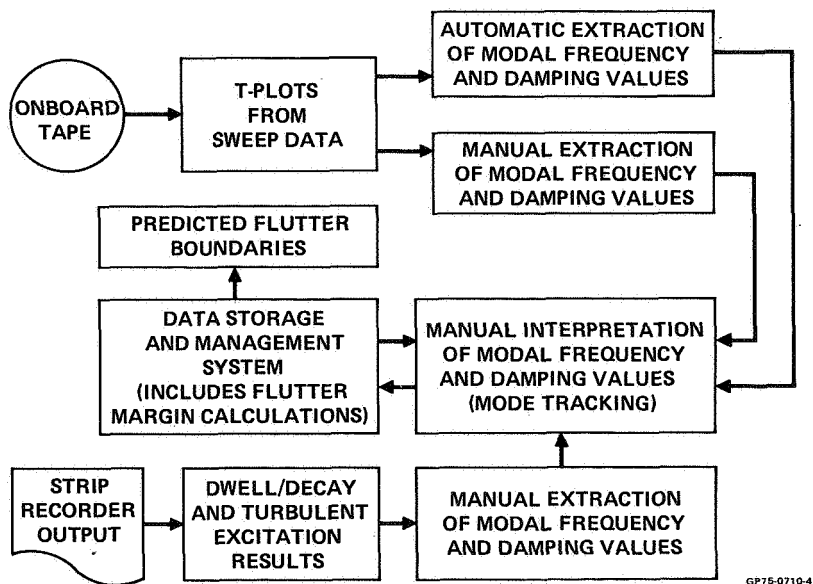 ONBOARD
TAPE
T-PLOTS
FROM
SWEEP DATA
AUTOMATIC EXTRACTION
OF MODAL FREQUENCY
AND DAMPING VALUES
MANUAL EXTRACTION
OF MODAL FREQUENCY
AND DAMPING VALUES
PREDICTED FLUTTER
BOUNDARIES
DATA STORAGE
AND MANAGEMENT
SYSTEM
(INCLUDES FLUTTER
MARGIN CALCULATIONS)
MANUAL INTERPRETATION
OF MODAL FREQUENCY
AND DAMPING VALUES
(MODE TRACKING)
STRIP
RECORDER
OUTPUT
DWELL/DECAY
AND TURBULENT
EXCITATION
RESULTS
MANUAL EXTRACTION
OF MODAL FREQUENCY
AND DAMPING VALUES
GP75-0710-4